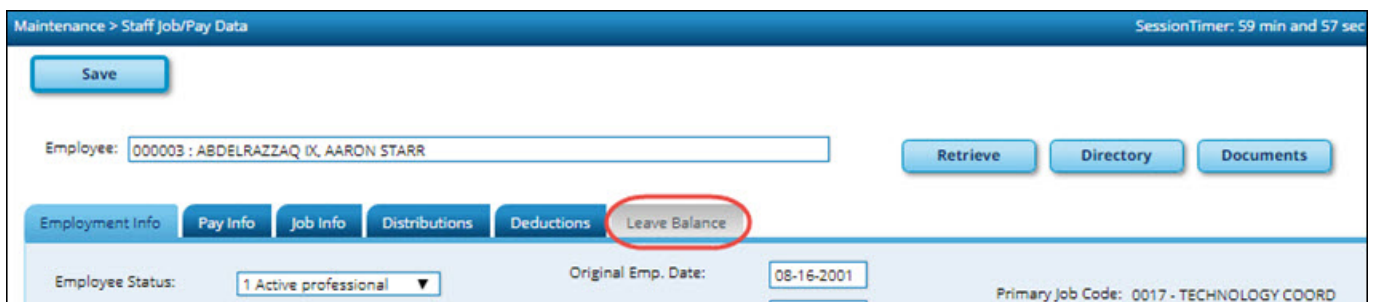 Maintenance > Staff Job/Pay Data SessionTimer: 59 min and 57 sec
Save
Employee: 000003 : ABDELRAZZAQ IX, AARON STARR Retrieve Directory Documents
Employment Info Pay Info Job Info Distributions Deductions Leave Balance
Employee Status: 1 Active professional ▼ Original Emp. Date: 08-16-2001
Primary Job Code: 0017 - TECHNOLOGY COORD